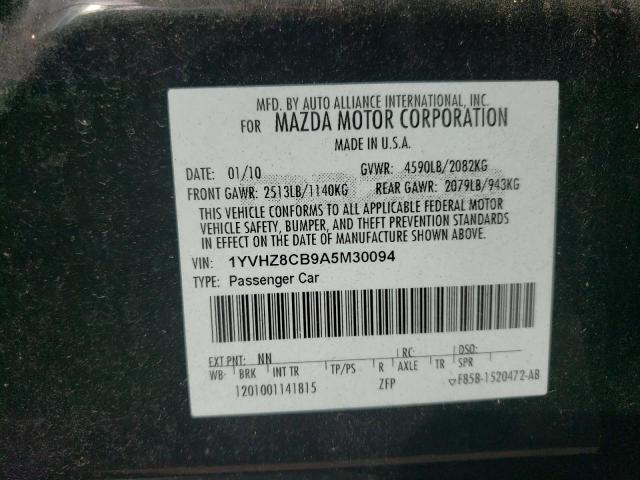 MFD. BY AUTO ALLIANCE INTERNATIONAL, INC.
FOR MAZDA MOTOR CORPORATION
MADE IN U.S.A.
DATE: 01/10 GVWR: 4590LB/2082KG
FRONT GAWR: 2513LB/1140KG REAR GAWR: 2079LB/943KG
THIS VEHICLE CONFORMS TO ALL APPLICABLE FEDERAL MOTOR
VEHICLE SAFETY, BUMPER, AND THEFT PREVENTION STANDARDS
IN EFFECT ON THE DATE OF MANUFACTURE SHOWN ABOVE.
VIN: 1YVHZ8CB9A5M30094
TYPE: Passenger Car
EXT PNT: NN RC: DSO:
WB BRK INT TR TP/PS R AXLE TR SPR
1201001141815 ZFP ▽F85B-1520472-AB